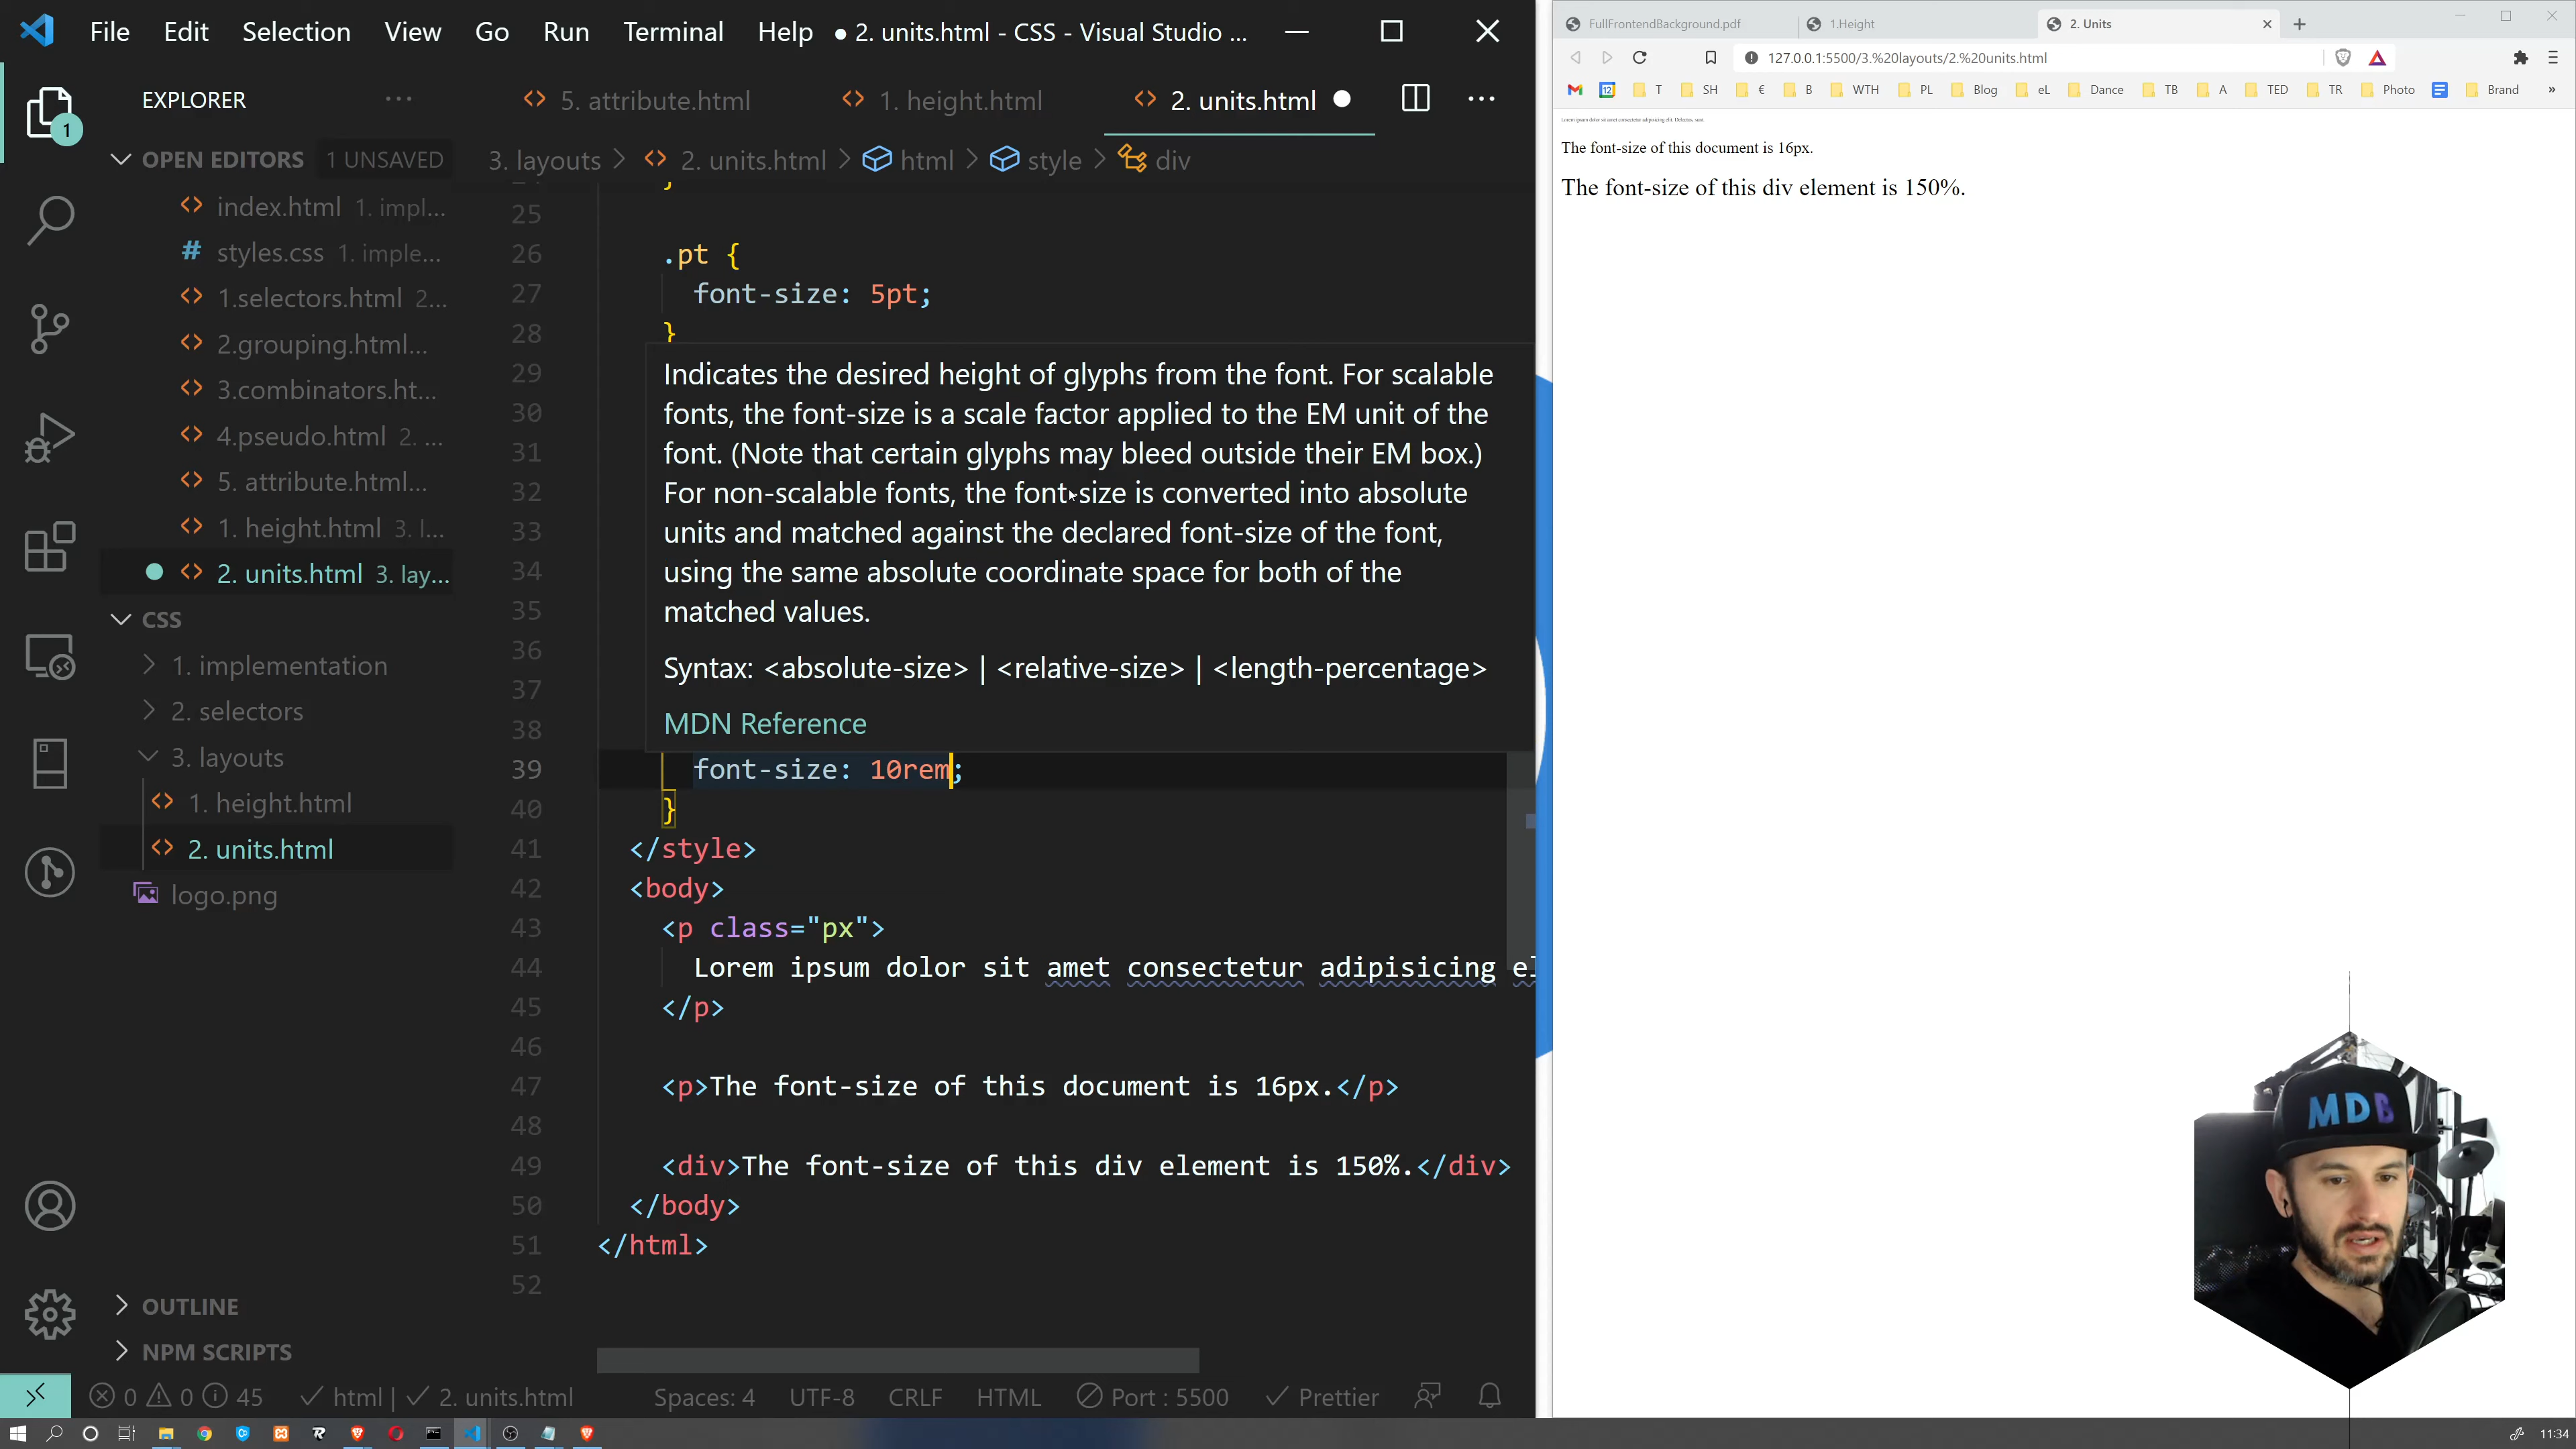 File Edit Selection View Go Run Terminal Help ● 2. units.html - CSS - Visual Studio ...
EXPLORER ...
5. attribute.html 1. height.html 2. units.html
OPEN EDITORS 1 UNSAVED
3. layouts > 2. units.html > html > style > div
index.html 1. impl...
styles.css 1. imple...
1.selectors.html 2...
2.grouping.html...
3.combinators.ht...
4.pseudo.html 2. ...
5. attribute.html...
1. height.html 3. l...
2. units.html 3. lay...
CSS
1. implementation
2. selectors
3. layouts
1. height.html
2. units.html
logo.png
OUTLINE
NPM SCRIPTS
}
25
26 .pt {
27 font-size: 5pt;
28 }
29
30
31
32
33
34
35
36
37
38
Indicates the desired height of glyphs from the font. For scalable
fonts, the font-size is a scale factor applied to the EM unit of the
font. (Note that certain glyphs may bleed outside their EM box.)
For non-scalable fonts, the font-size is converted into absolute
units and matched against the declared font-size of the font,
using the same absolute coordinate space for both of the
matched values.
Syntax: <absolute-size> | <relative-size> | <length-percentage>
MDN Reference
39 font-size: 10rem;
40 }
41 </style>
42 <body>
43 <p class="px">
44 Lorem ipsum dolor sit amet consectetur adipisicing el
45 </p>
46
47 <p>The font-size of this document is 16px.</p>
48
49 <div>The font-size of this div element is 150%.</div>
50 </body>
51 </html>
52
0 0 45 html | 2. units.html Spaces: 4 UTF-8 CRLF HTML Port : 5500 Prettier
FullFrontendBackground.pdf 1.Height 2. Units
127.0.0.1:5500/3.%20layouts/2.%20units.html
T SH € B WTH PL Blog eL Dance TB A TED TR Photo Brand »
Lorem ipsum dolor sit amet consectetur adipisicing elit.
The font-size of this document is 16px.
The font-size of this div element is 150%.
MDB
11:34